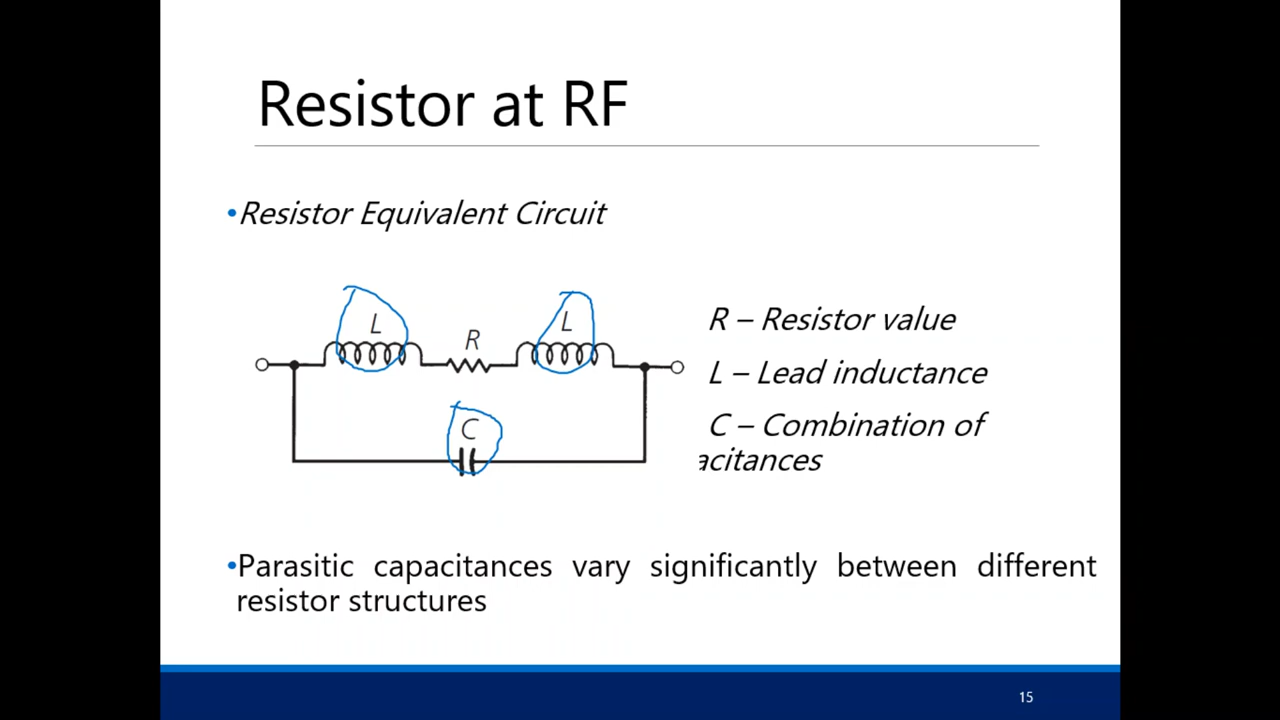 Resistor at RF
•Resistor Equivalent Circuit
L
R
L
C
R – Resistor value
L – Lead inductance
C – Combination of
acitances
•Parasitic capacitances vary significantly between different
resistor structures
15